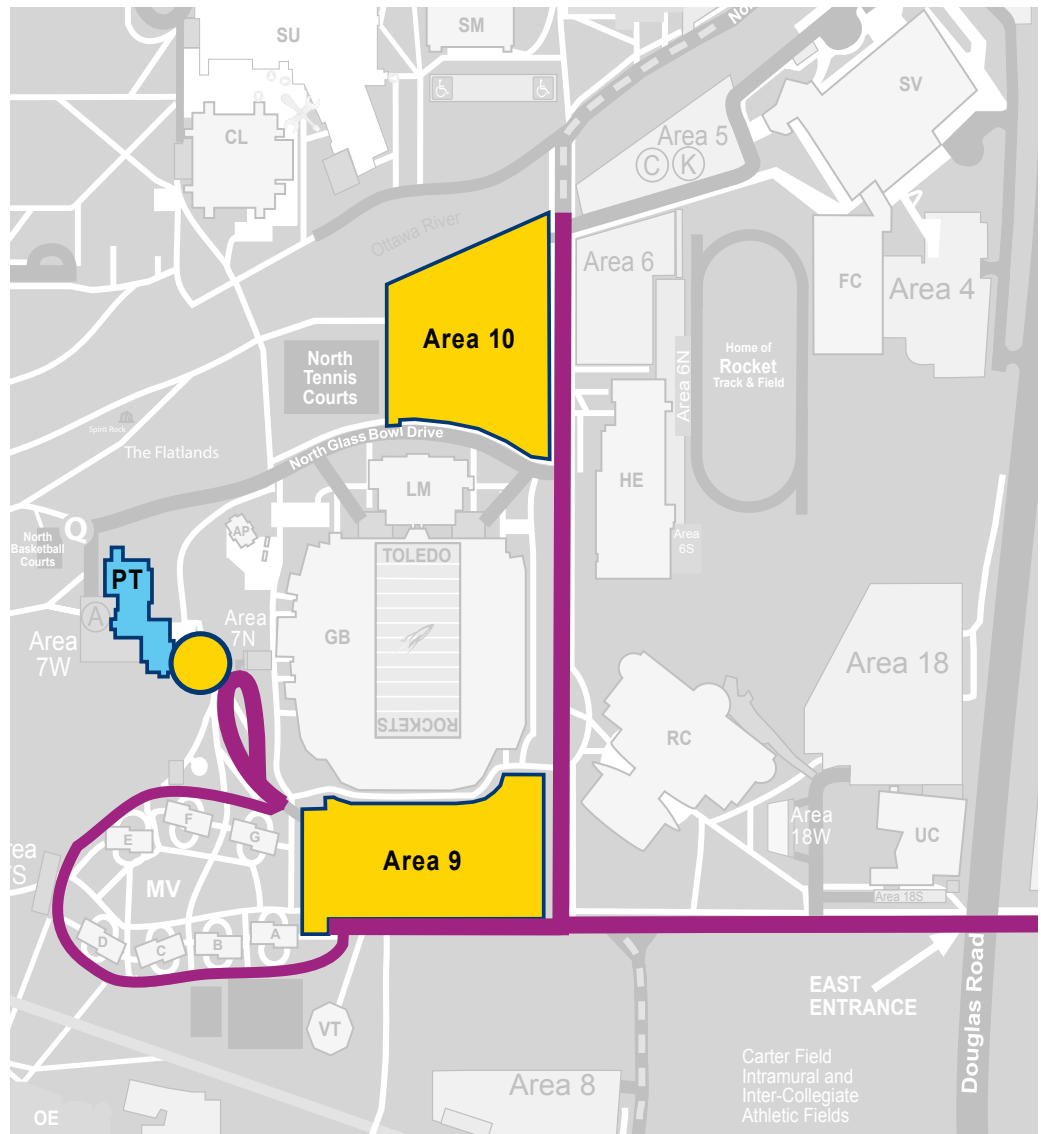 SU
SM
No
CL
SV
Area 5
C K
Ottawa River
Area 6
FC
Area 4
Area 10
North
Tennis
Courts
Area 6N
Home of
Rocket
Track & Field
Spirit Rock
The Flatlands
North Glass Bowl Drive
LM
HE
AP
North
Basketball
Courts
Area
6S
TOLEDO
PT
A
Area
7N
Area
7W
GB
Area 18
ROCKETS
RC
F
E
G
Area
18W
UC
rea
7S
Area 9
MV
Area 18S
A
D
B
C
EAST
ENTRANCE
Douglas Road
VT
Carter Field
Intramural and
Inter-Collegiate
Athletic Fields
Area 8
OE